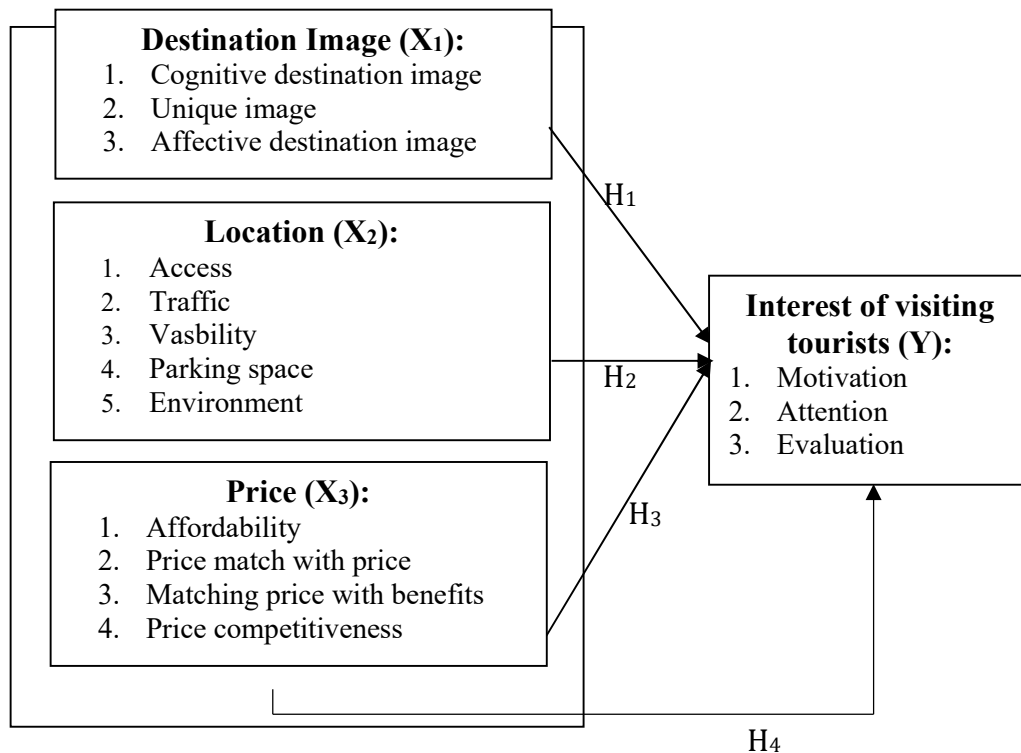 Destination Image (X₁):
1. Cognitive destination image
2. Unique image
3. Affective destination image
H₁
Location (X₂):
1. Access
2. Traffic
3. Vasbility
4. Parking space
5. Environment
H₂
Interest of visiting
tourists (Y):
1. Motivation
2. Attention
3. Evaluation
Price (X₃):
1. Affordability
2. Price match with price
3. Matching price with benefits
4. Price competitiveness
H₃
H₄